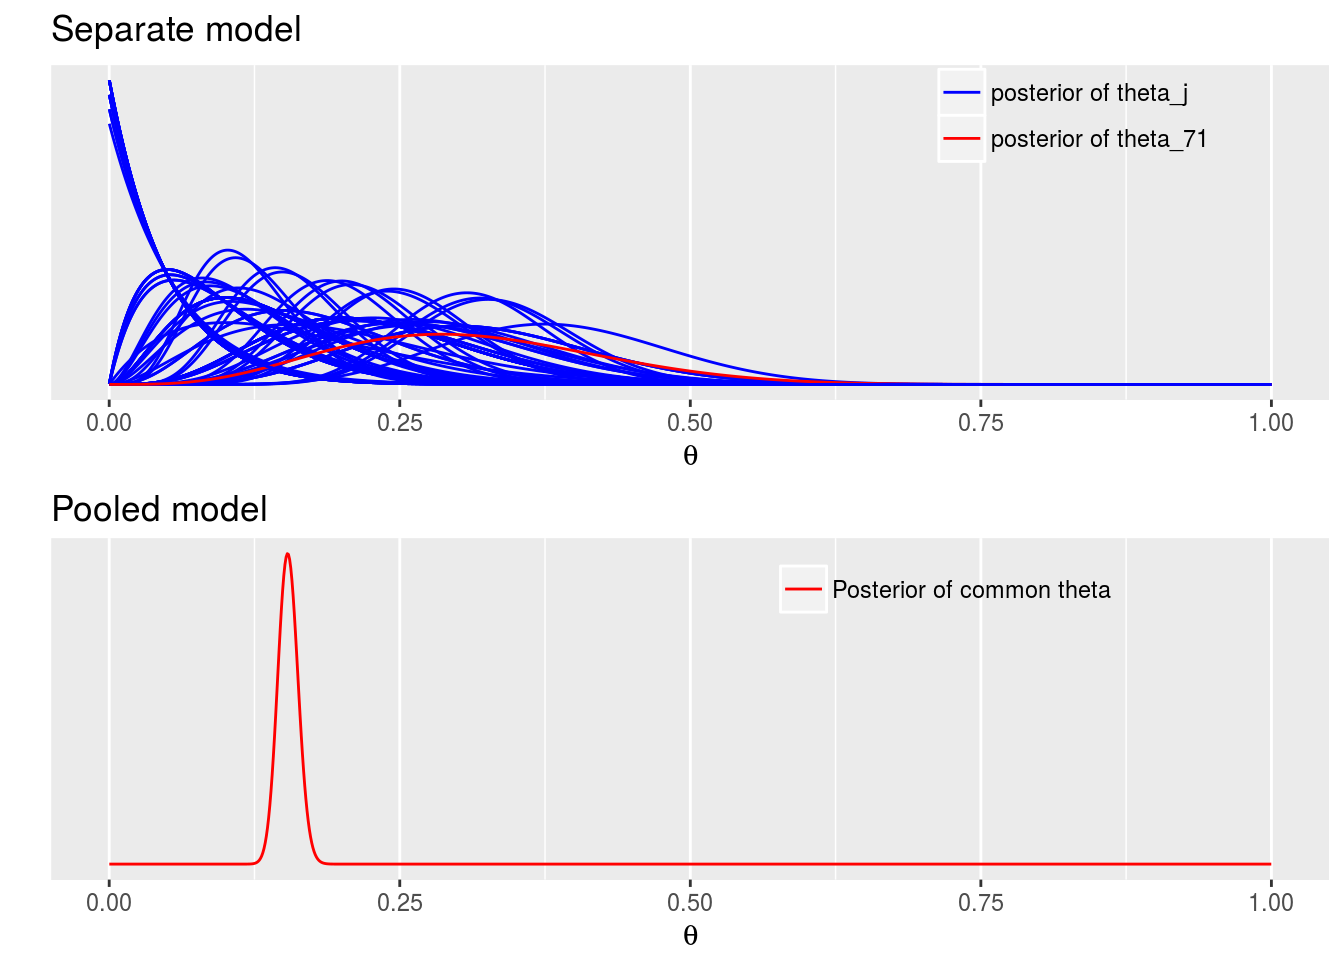 Separate model
posterior of theta_j
posterior of theta_71
0.00 0.25 0.50 0.75 1.00
θ
Pooled model
Posterior of common theta
0.00 0.25 0.50 0.75 1.00
θ